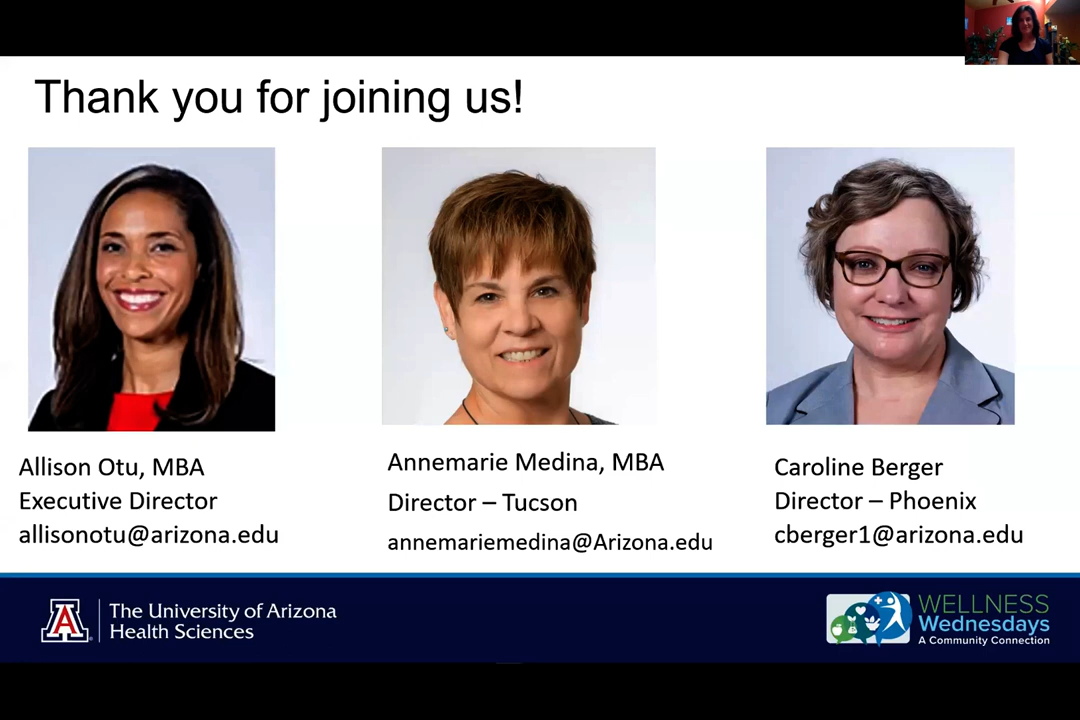 Thank you for joining us!
Allison Otu, MBA
Executive Director
allisonotu@arizona.edu
Annemarie Medina, MBA
Director – Tucson
annemariemedina@Arizona.edu
Caroline Berger
Director – Phoenix
cberger1@arizona.edu
A
The University of Arizona
Health Sciences
WELLNESS
Wednesdays
A Community Connection